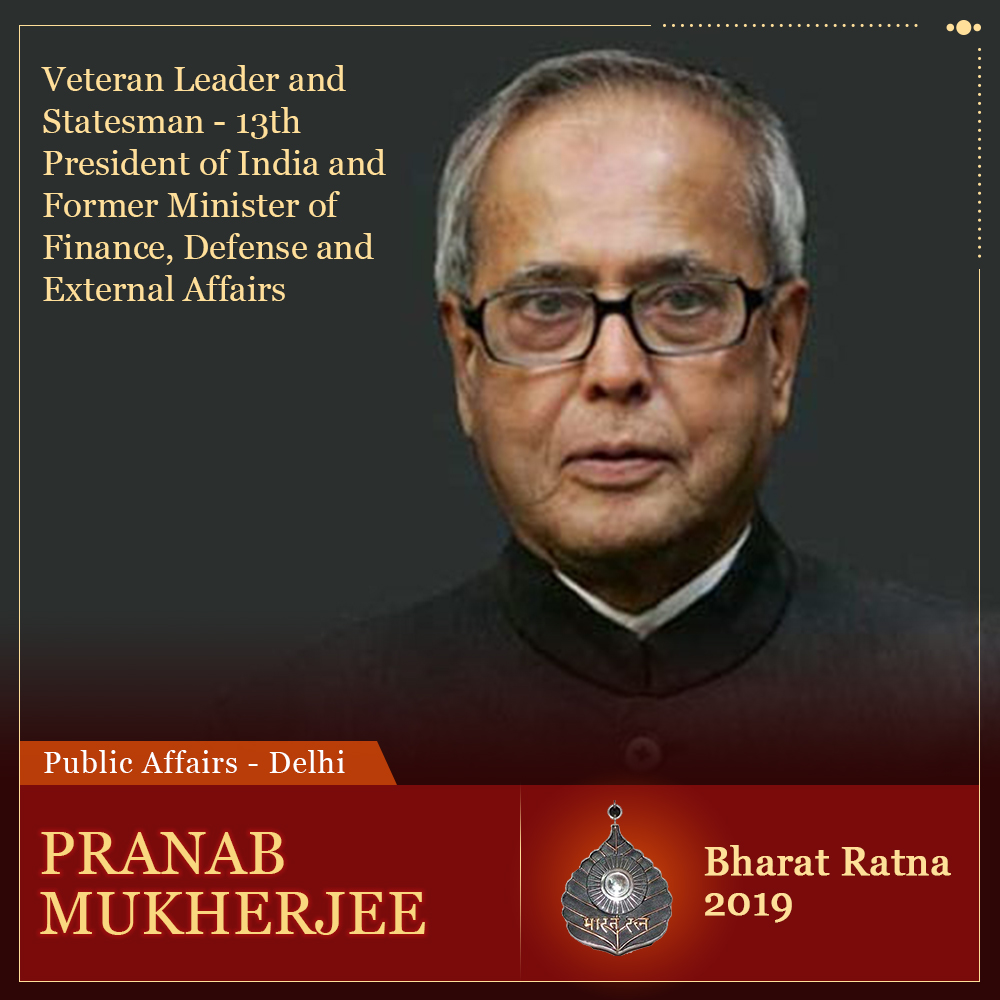 Veteran Leader and
Statesman - 13th
President of India and
Former Minister of
Finance, Defense and
External Affairs
Public Affairs - Delhi
PRANAB
MUKHERJEE
Bharat Ratna
2019
भारत रत्न